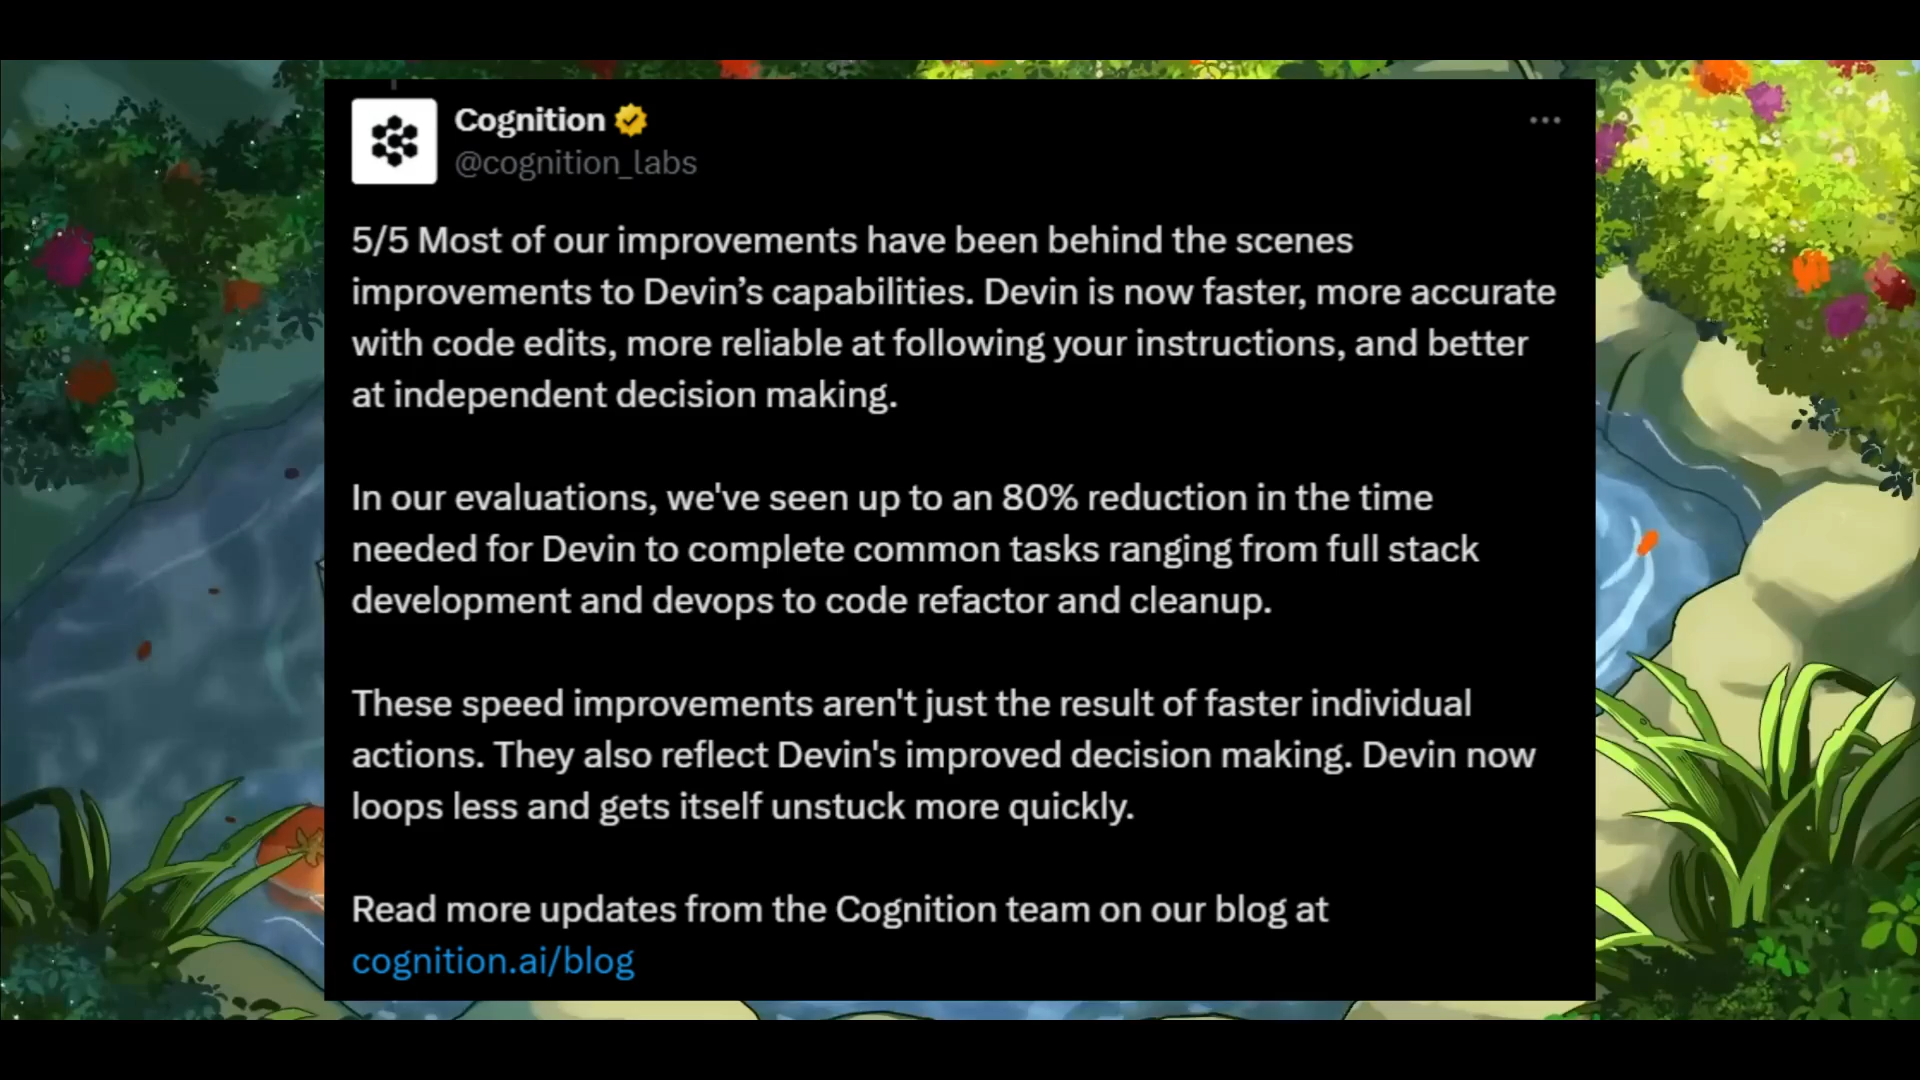 Cognition
@cognition_labs
5/5 Most of our improvements have been behind the scenes
improvements to Devin’s capabilities. Devin is now faster, more accurate
with code edits, more reliable at following your instructions, and better
at independent decision making.
In our evaluations, we've seen up to an 80% reduction in the time
needed for Devin to complete common tasks ranging from full stack
development and devops to code refactor and cleanup.
These speed improvements aren't just the result of faster individual
actions. They also reflect Devin's improved decision making. Devin now
loops less and gets itself unstuck more quickly.
Read more updates from the Cognition team on our blog at
cognition.ai/blog